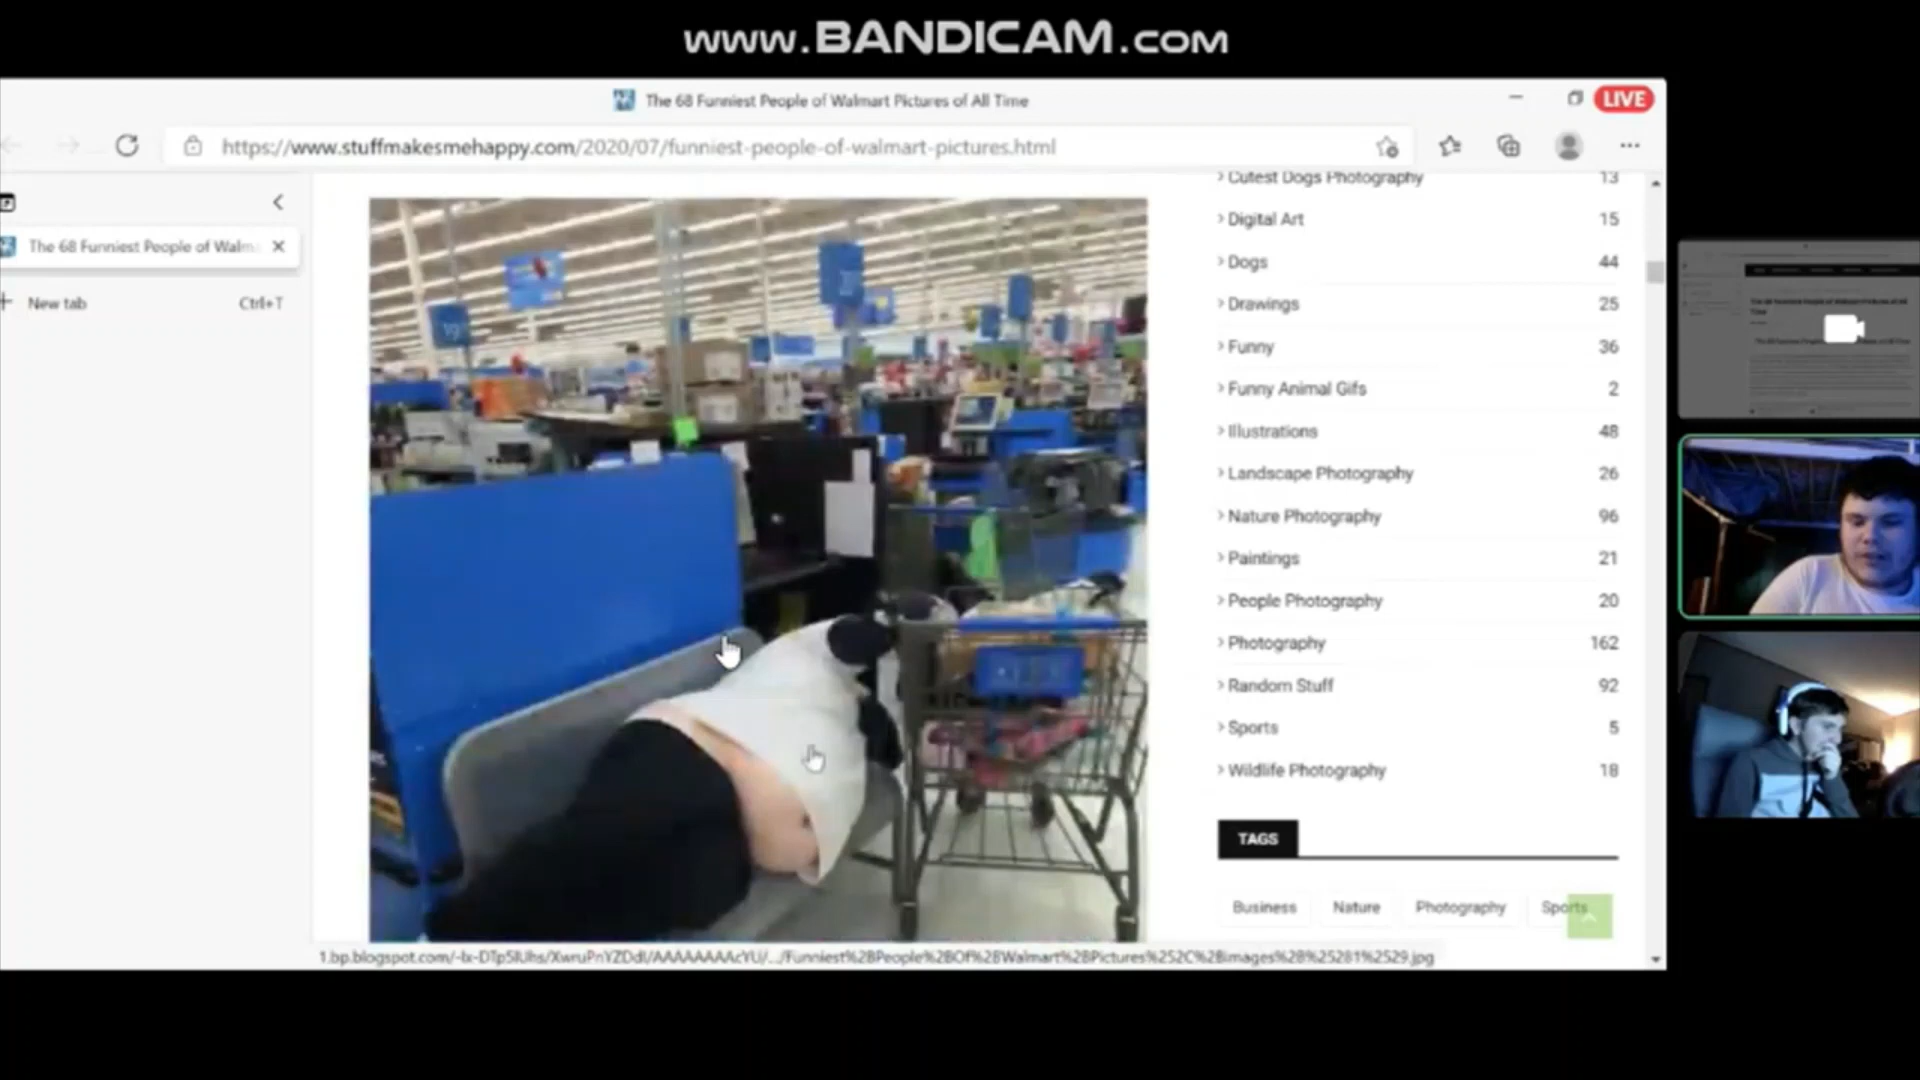 www.BANDICAM.COM
The 68 Funniest People of Walmart Pictures of All Time
LIVE
https://www.stuffmakesmehappy.com/2020/07/funniest-people-of-walmart-pictures.html
The 68 Funniest People of Walm
New tab Ctrl+T
19
Cutest Dogs Photography 13
Digital Art 15
Dogs 44
Drawings 25
Funny 36
Funny Animal Gifs 2
Illustrations 48
Landscape Photography 26
Nature Photography 96
Paintings 21
People Photography 20
Photography 162
Random Stuff 92
Sports 5
Wildlife Photography 18
TAGS
Business Nature Photography Sports